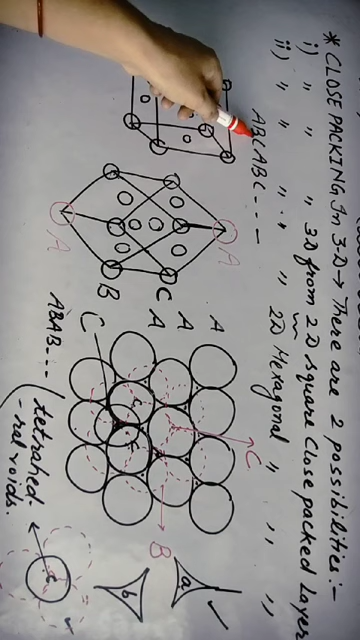 * CLOSE PACKING In 3-D → There are 2 possibilities :-
i) " " " 3D from 2D square Close packed Layer
ii) " " " " " 2D Hexagonal " " "
ABCABC - - -
A
A
B
C
A
A
A
C
C
B
ABAB - - -
tetrahed-
-ral voids.
c
c
a
b
c